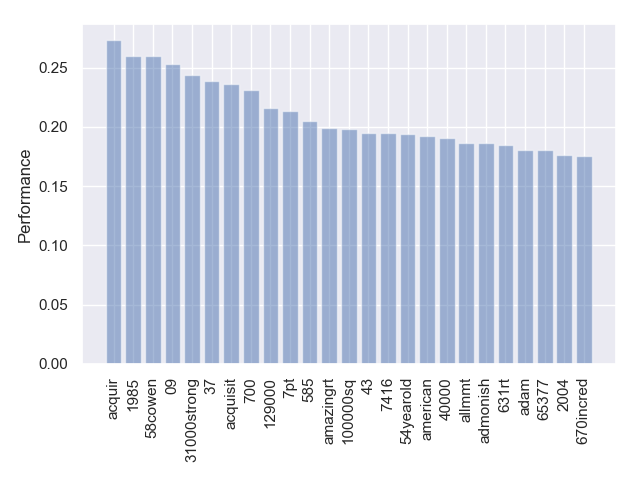 0.25
0.20
0.15
0.10
0.05
0.00
Performance
acquir
1985
58cowen
09
31000strong
37
acquisit
700
129000
7pt
585
amazingrt
100000sq
43
7416
54yearold
american
40000
allmmt
admonish
631rt
adam
65377
2004
670incred